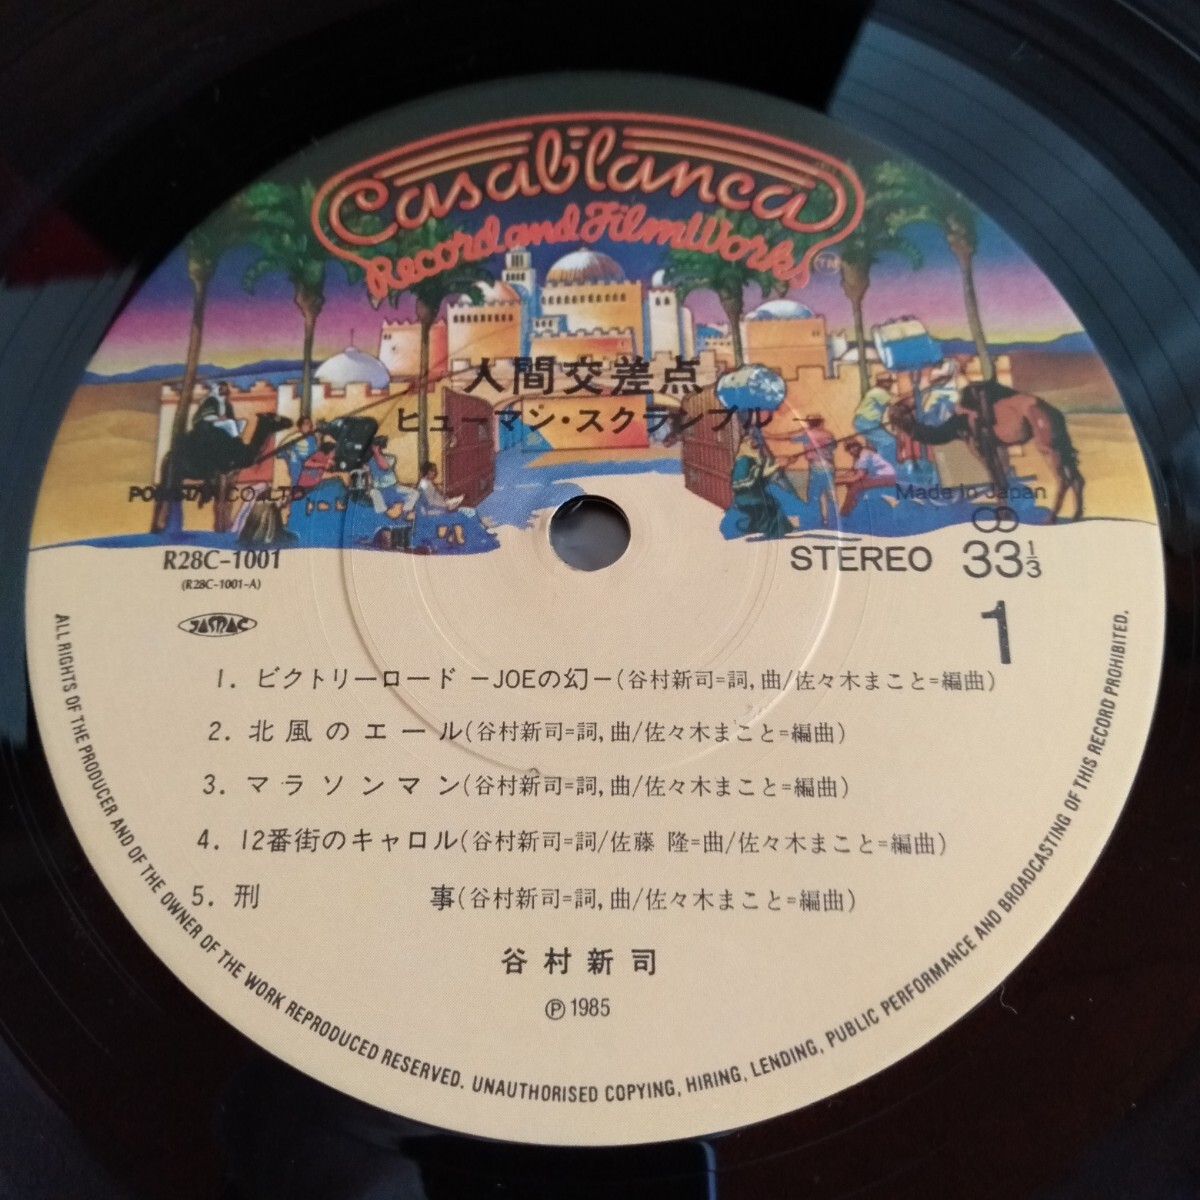 Casablanca
Record and FilmWorks TM
人間交差点
ヒューマン・スクランブル
POLYSTAR CO., LTD.
Made in Japan
R28C-1001
(R28C-1001-A)
STEREO 33 1/3
JASRAC
1
1. ビクトリーロード −JOEの幻−(谷村新司=詞, 曲/佐々木まこと=編曲)
2. 北風のエール(谷村新司=詞, 曲/佐々木まこと=編曲)
3. マラソンマン(谷村新司=詞, 曲/佐々木まこと=編曲)
4. 12番街のキャロル(谷村新司=詞/佐藤 隆=曲/佐々木まこと=編曲)
5. 刑 事(谷村新司=詞, 曲/佐々木まこと=編曲)
谷村新司
Ⓟ 1985
ALL RIGHTS OF THE PRODUCER AND OF THE OWNER OF THE WORK REPRODUCED RESERVED. UNAUTHORISED COPYING, HIRING, LENDING, PUBLIC PERFORMANCE AND BROADCASTING OF THIS RECORD PROHIBITED.